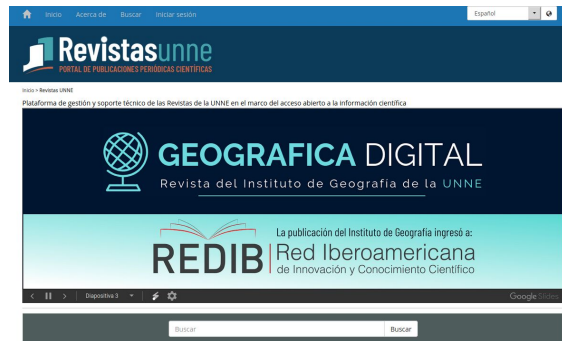 Inicio Acerca de Buscar Iniciar sesión Español
Revistasunne
PORTAL DE PUBLICACIONES PERIÓDICAS CIENTÍFICAS
Inicio > Revistas UNNE
Plataforma de gestión y soporte técnico de las Revistas de la UNNE en el marco del acceso abierto a la información científica
GEOGRAFICA DIGITAL
Revista del Instituto de Geografía de la UNNE
La publicación del Instituto de Geografía ingresó a:
REDIB Red Iberoamericana
de Innovación y Conocimiento Científico
Diapositiva 3 Google Slides
Buscar Buscar